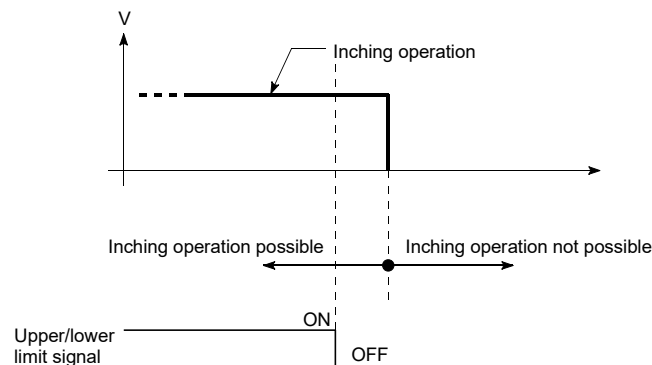 V
Inching operation
Inching operation possible
Inching operation not possible
ON
Upper/lower
limit signal
OFF